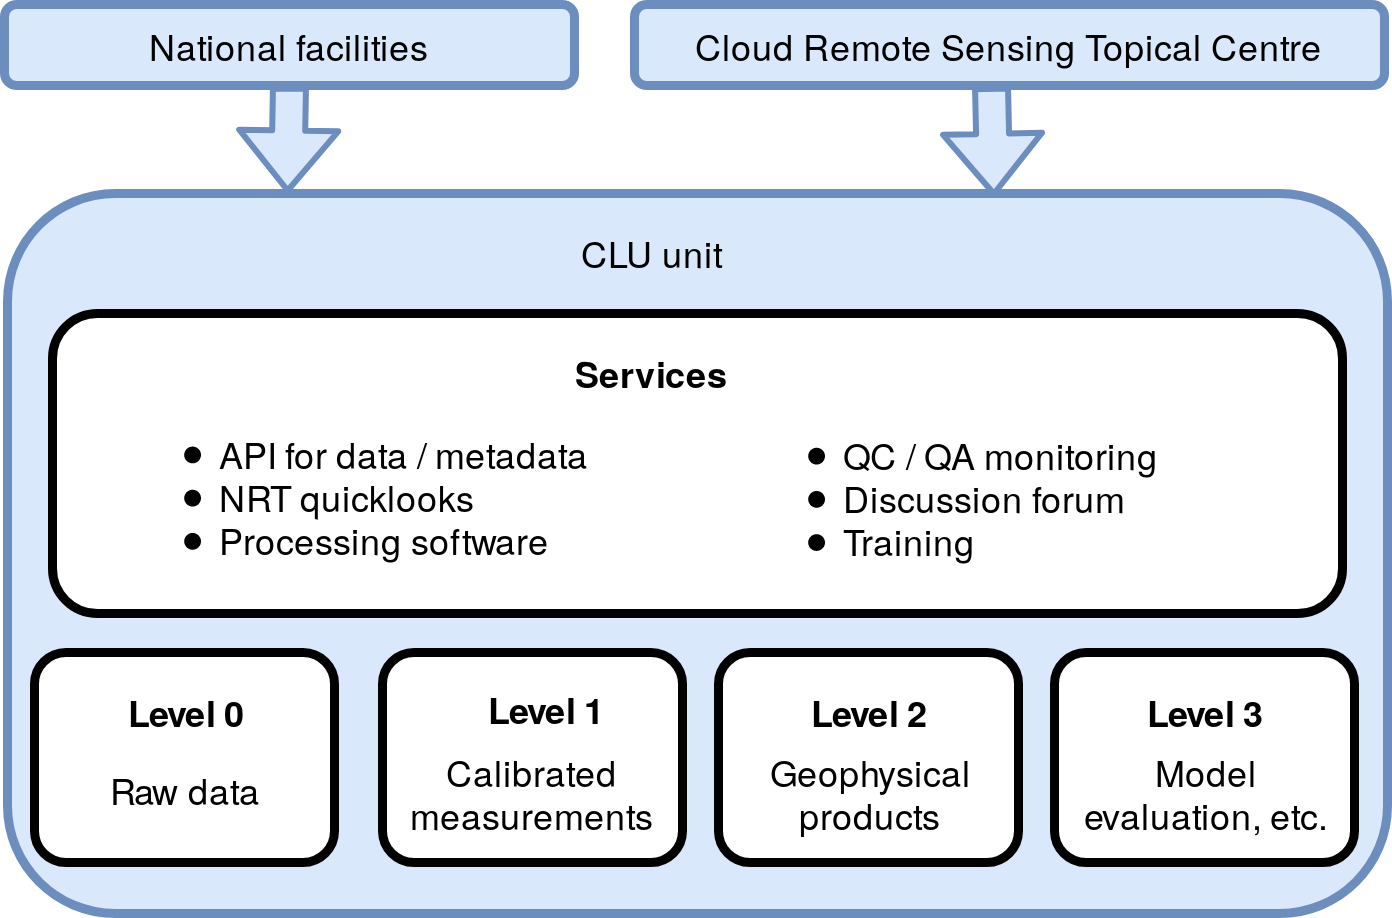 National facilities
Cloud Remote Sensing Topical Centre
CLU unit
Services
API for data / metadata
NRT quicklooks
Processing software
QC / QA monitoring
Discussion forum
Training
Level 0
Raw data
Level 1
Calibrated
measurements
Level 2
Geophysical
products
Level 3
Model
evaluation, etc.